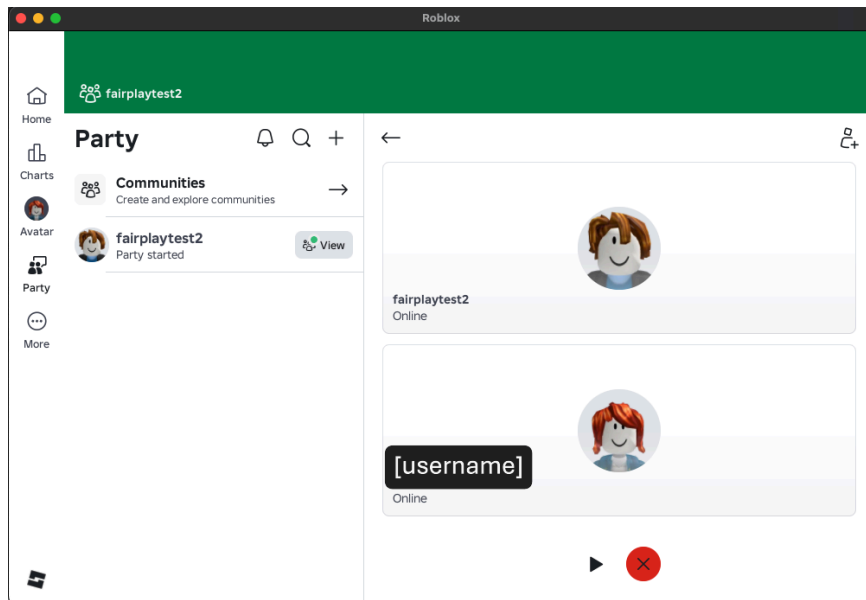 Roblox
fairplaytest2
Home
Charts
Avatar
Party
More
Party
Communities
Create and explore communities
fairplaytest2
Party started
View
fairplaytest2
Online
[username]
Online